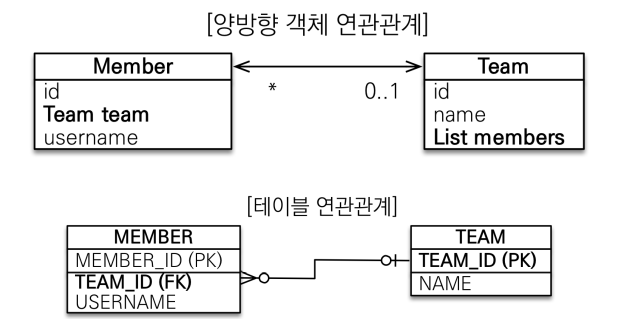 [양방향 객체 연관관계]
Member
id
Team team
username
* 0..1
Team
id
name
List members
[테이블 연관관계]
MEMBER
MEMBER_ID (PK)
TEAM_ID (FK)
USERNAME
TEAM
TEAM_ID (PK)
NAME